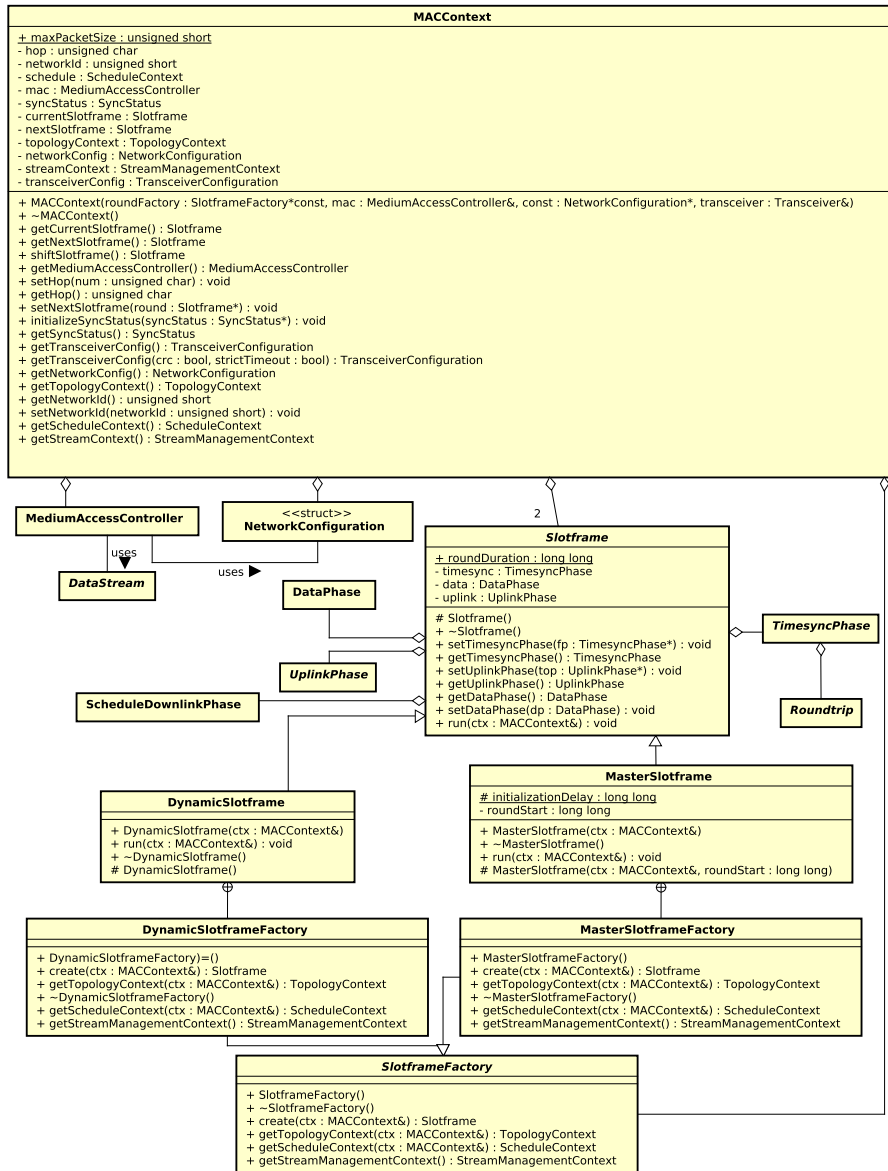 MACContext
+ maxPacketSize : unsigned short
- hop : unsigned char
- networkId : unsigned short
- schedule : ScheduleContext
- mac : MediumAccessController
- syncStatus : SyncStatus
- currentSlotframe : Slotframe
- nextSlotframe : Slotframe
- topologyContext : TopologyContext
- networkConfig : NetworkConfiguration
- streamContext : StreamManagementContext
- transceiverConfig : TransceiverConfiguration
+ MACContext(roundFactory : SlotframeFactory*const, mac : MediumAccessController&, const : NetworkConfiguration*, transceiver : Transceiver&)
+ ~MACContext()
+ getCurrentSlotframe() : Slotframe
+ getNextSlotframe() : Slotframe
+ shiftSlotframe() : Slotframe
+ getMediumAccessController() : MediumAccessController
+ setHop(num : unsigned char) : void
+ getHop() : unsigned char
+ setNextSlotframe(round : Slotframe*) : void
+ initializeSyncStatus(syncStatus : SyncStatus*) : void
+ getSyncStatus() : SyncStatus
+ getTransceiverConfig() : TransceiverConfiguration
+ getTransceiverConfig(crc : bool, strictTimeout : bool) : TransceiverConfiguration
+ getNetworkConfig() : NetworkConfiguration
+ getTopologyContext() : TopologyContext
+ getNetworkId() : unsigned short
+ setNetworkId(networkId : unsigned short) : void
+ getScheduleContext() : ScheduleContext
+ getStreamContext() : StreamManagementContext
MediumAccessController
<<struct>>
NetworkConfiguration
2
uses
uses
DataStream
Slotframe
+ roundDuration : long long
- timesync : TimesyncPhase
- data : DataPhase
- uplink : UplinkPhase
# Slotframe()
+ ~Slotframe()
+ setTimesyncPhase(fp : TimesyncPhase*) : void
+ getTimesyncPhase() : TimesyncPhase
+ setUplinkPhase(top : UplinkPhase*) : void
+ getUplinkPhase() : UplinkPhase
+ getDataPhase() : DataPhase
+ setDataPhase(dp : DataPhase) : void
+ run(ctx : MACContext&) : void
DataPhase
UplinkPhase
ScheduleDownlinkPhase
TimesyncPhase
Roundtrip
DynamicSlotframe
+ DynamicSlotframe(ctx : MACContext&)
+ run(ctx : MACContext&) : void
+ ~DynamicSlotframe()
# DynamicSlotframe()
MasterSlotframe
# initializationDelay : long long
- roundStart : long long
+ MasterSlotframe(ctx : MACContext&)
+ ~MasterSlotframe()
+ run(ctx : MACContext&) : void
# MasterSlotframe(ctx : MACContext&, roundStart : long long)
DynamicSlotframeFactory
+ DynamicSlotframeFactory)=()
+ create(ctx : MACContext&) : Slotframe
+ getTopologyContext(ctx : MACContext&) : TopologyContext
+ ~DynamicSlotframeFactory()
+ getScheduleContext(ctx : MACContext&) : ScheduleContext
+ getStreamManagementContext() : StreamManagementContext
MasterSlotframeFactory
+ MasterSlotframeFactory()
+ create(ctx : MACContext&) : Slotframe
+ getTopologyContext(ctx : MACContext&) : TopologyContext
+ ~MasterSlotframeFactory()
+ getScheduleContext(ctx : MACContext&) : ScheduleContext
+ getStreamManagementContext() : StreamManagementContext
SlotframeFactory
+ SlotframeFactory()
+ ~SlotframeFactory()
+ create(ctx : MACContext&) : Slotframe
+ getTopologyContext(ctx : MACContext&) : TopologyContext
+ getScheduleContext(ctx : MACContext&) : ScheduleContext
+ getStreamManagementContext() : StreamManagementContext